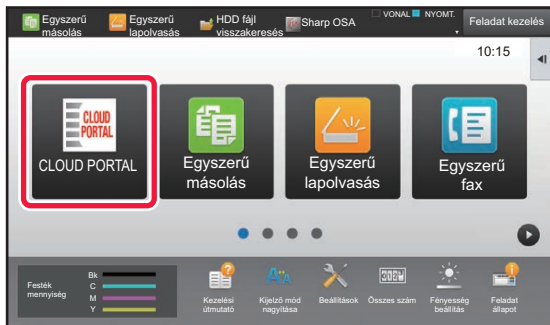 Egyszerű
másolás
Egyszerű
lapolvasás
HDD fájl
visszakeresés
Sharp OSA
VONAL
NYOMT.
Feladat kezelés
10:15
CLOUD
PORTAL
CLOUD PORTAL
Egyszerű
másolás
Egyszerű
lapolvasás
Egyszerű
fax
Festék
mennyiség
Bk
C
M
Y
Kezelési
útmutató
Kijelző mód
nagyítása
Beállítások
Összes szám
Fényesség
beállítás
Feladat
állapot